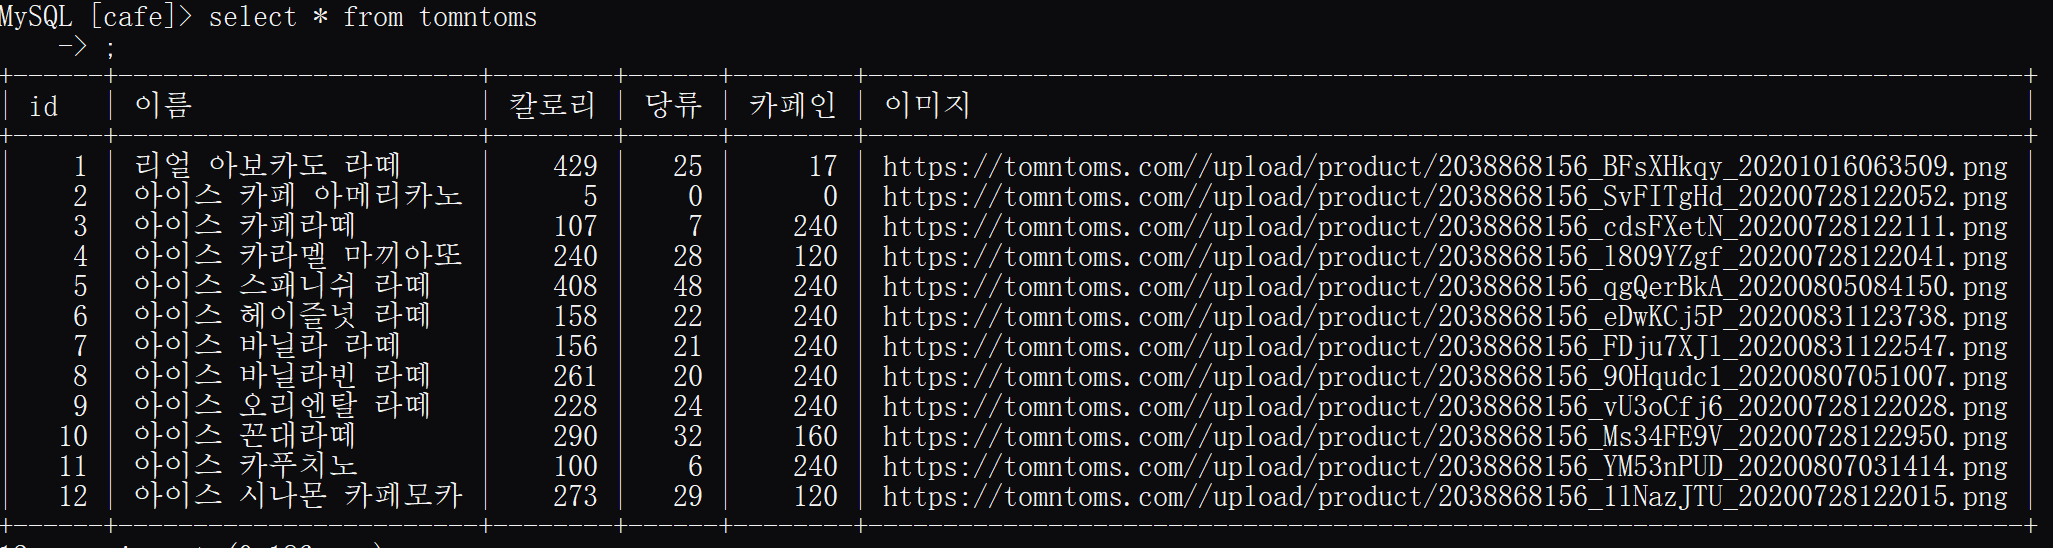 MySQL [cafe]> select * from tomntoms
    -> ;
+------+------------------------+--------+------+--------+-----------------------------------------------------------------------------+
| id   | 이름                   | 칼로리 | 당류 | 카페인 | 이미지                                                                      |
+------+------------------------+--------+------+--------+-----------------------------------------------------------------------------+
|    1 | 리얼 아보카도 라떼     |    429 |   25 |     17 | https://tomntoms.com//upload/product/2038868156_BFsXHkqy_20201016063509.png |
|    2 | 아이스 카페 아메리카노 |      5 |    0 |      0 | https://tomntoms.com//upload/product/2038868156_SvFITgHd_20200728122052.png |
|    3 | 아이스 카페라떼        |    107 |    7 |    240 | https://tomntoms.com//upload/product/2038868156_cdsFXetN_20200728122111.png |
|    4 | 아이스 카라멜 마끼아또 |    240 |   28 |    120 | https://tomntoms.com//upload/product/2038868156_l809YZgf_20200728122041.png |
|    5 | 아이스 스패니쉬 라떼   |    408 |   48 |    240 | https://tomntoms.com//upload/product/2038868156_qgQerBkA_20200805084150.png |
|    6 | 아이스 헤이즐넛 라떼   |    158 |   22 |    240 | https://tomntoms.com//upload/product/2038868156_eDwKCj5P_20200831123738.png |
|    7 | 아이스 바닐라 라떼     |    156 |   21 |    240 | https://tomntoms.com//upload/product/2038868156_FDju7XJl_20200831122547.png |
|    8 | 아이스 바닐라빈 라떼   |    261 |   20 |    240 | https://tomntoms.com//upload/product/2038868156_9OHqudc1_20200807051007.png |
|    9 | 아이스 오리엔탈 라떼   |    228 |   24 |    240 | https://tomntoms.com//upload/product/2038868156_vU3oCfj6_20200728122028.png |
|   10 | 아이스 꼰대라떼        |    290 |   32 |    160 | https://tomntoms.com//upload/product/2038868156_Ms34FE9V_20200728122950.png |
|   11 | 아이스 카푸치노        |    100 |    6 |    240 | https://tomntoms.com//upload/product/2038868156_YM53nPUD_20200807031414.png |
|   12 | 아이스 시나몬 카페모카 |    273 |   29 |    120 | https://tomntoms.com//upload/product/2038868156_1lNazJTU_20200728122015.png |
+------+------------------------+--------+------+--------+-----------------------------------------------------------------------------+